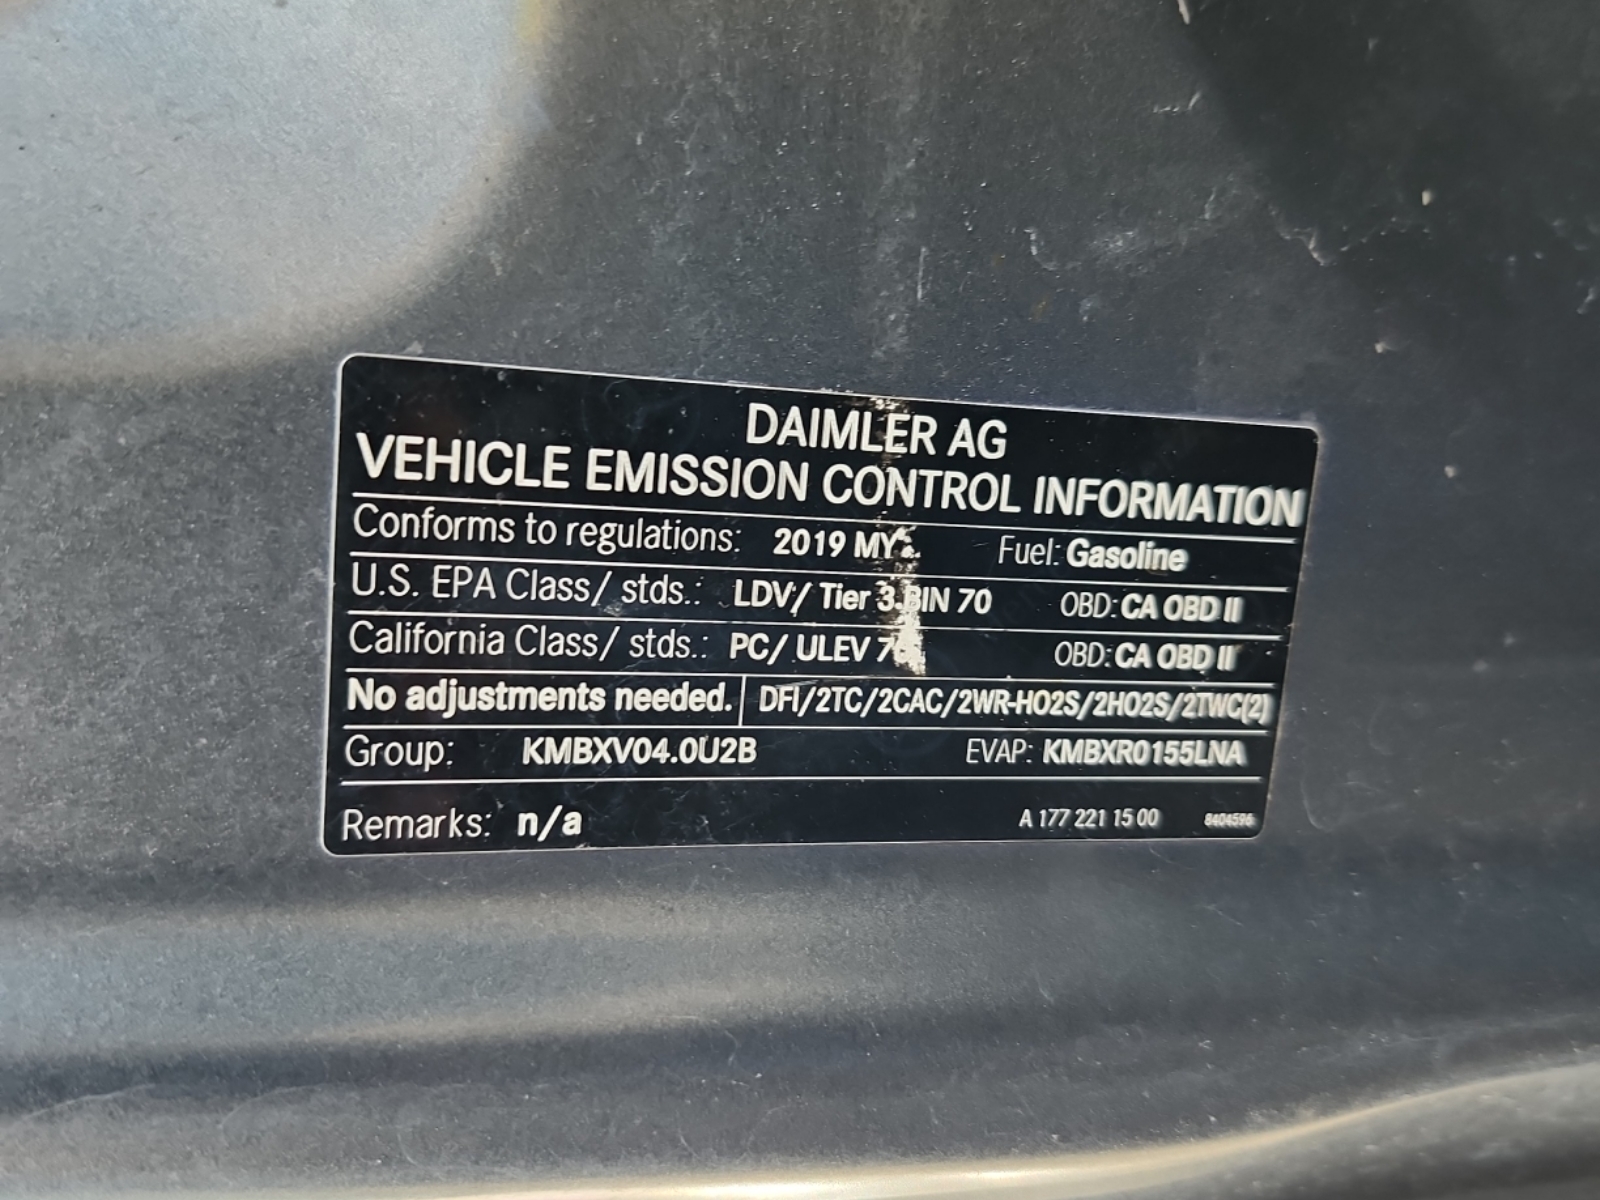 DAIMLER AG
VEHICLE EMISSION CONTROL INFORMATION
Conforms to regulations: 2019 MY Fuel: Gasoline
U.S. EPA Class/ stds.: LDV/ Tier 3 BIN 70 OBD: CA OBD II
California Class/ stds.: PC/ ULEV 70 OBD: CA OBD II
No adjustments needed. DFI/2TC/2CAC/2WR-HO2S/2HO2S/2TWC(2)
Group: KMBXV04.0U2B EVAP: KMBXR0155LNA
Remarks: n/a A 177 221 15 00 8404596